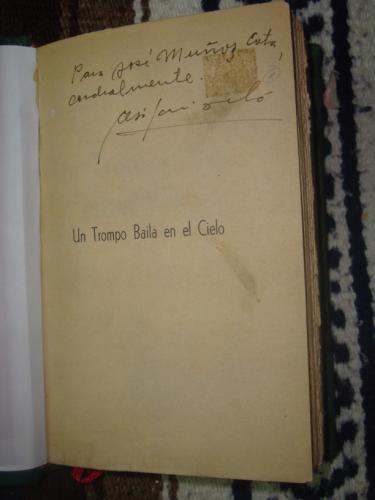 Para José Muñoz Cota,
cordialmente.
Un Trompo Baila en el Cielo